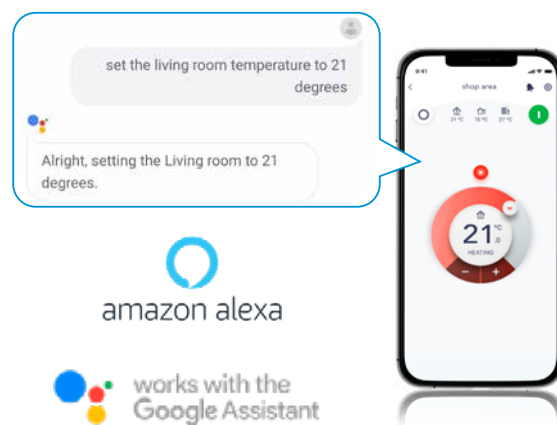 set the living room temperature to 21
degrees
Alright, setting the Living room to 21
degrees.
9:41
shop area
21 °C
27 °C
21 °C
.0
HEATING
amazon alexa
works with the
Google Assistant